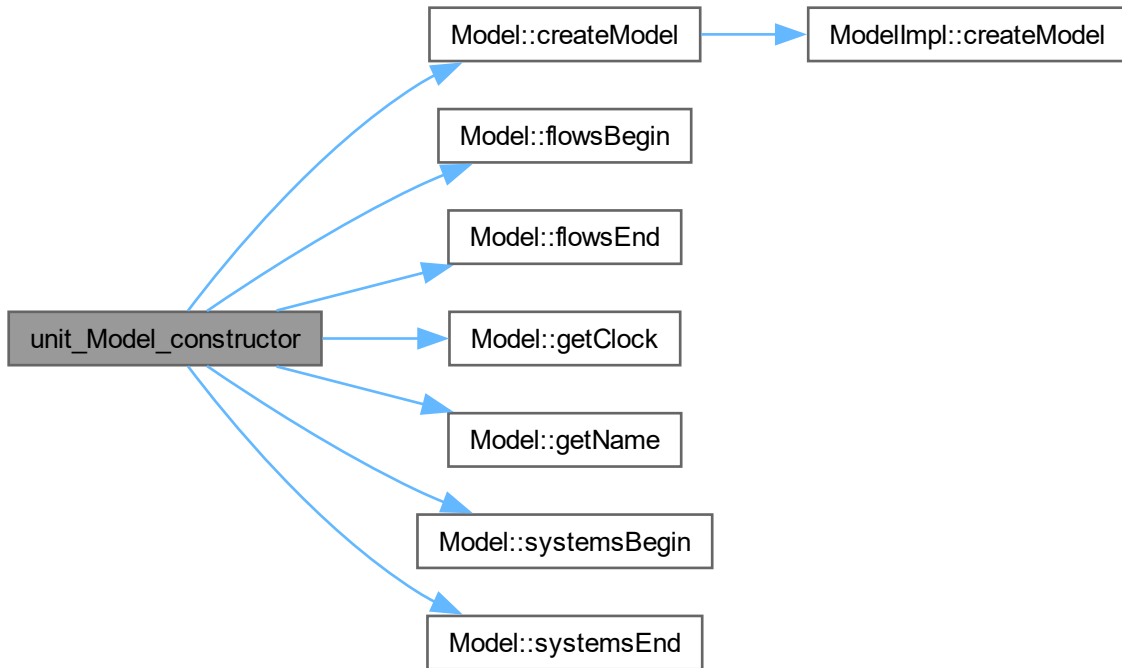 Model::createModel
ModelImpl::createModel
Model::flowsBegin
Model::flowsEnd
unit_Model_constructor
Model::getClock
Model::getName
Model::systemsBegin
Model::systemsEnd